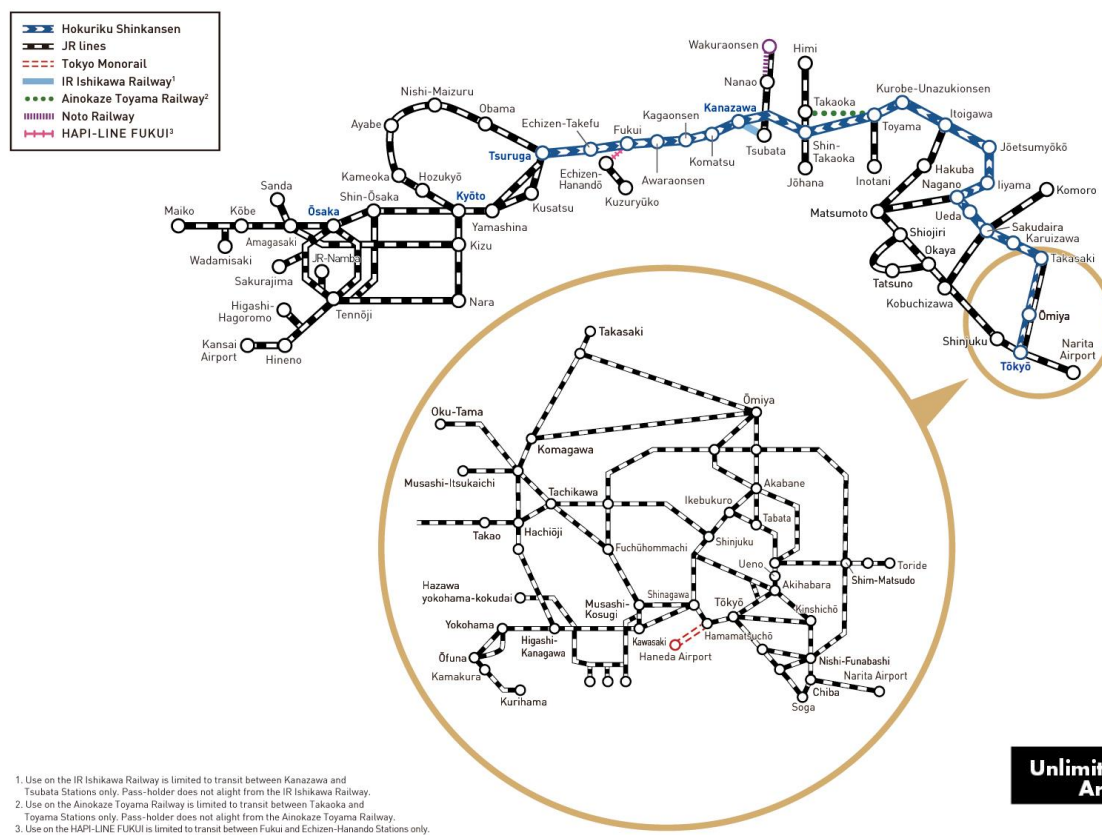 Hokuriku Shinkansen
JR lines
Tokyo Monorail
IR Ishikawa Railway¹
Ainokaze Toyama Railway²
Noto Railway
HAPI-LINE FUKUI³
Wakuraonsen
Himi
Nanao
Takaoka
Kurobe-Unazukionsen
Nishi-Maizuru
Obama
Ayabe
Echizen-Takefu
Fukui
Kagaonsen
Kanazawa
Toyama
Itoigawa
Tsuruga
Komatsu
Tsubata
Shin-
Takaoka
Jōetsumyōkō
Echizen-
Hanandō
Awaraonsen
Jōhana
Inotani
Hakuba
Kameoka
Hozukyō
Kuzuryūko
Nagano
Iiyama
Komoro
Sanda
Shin-Ōsaka
Kyōto
Kusatsu
Matsumoto
Ueda
Maiko
Kōbe
Ōsaka
Yamashina
Shiojiri
Sakudaira
Amagasaki
Okaya
Karuizawa
Wadamisaki
Kizu
Takasaki
Sakurajima
JR-Namba
Tatsuno
Kobuchizawa
Higashi-
Hagoromo
Tennōji
Nara
Ōmiya
Kansai
Airport
Hineno
Shinjuku
Narita
Airport
Tōkyō
Takasaki
Ōmiya
Oku-Tama
Komagawa
Musashi-Itsukaichi
Akabane
Tachikawa
Ikebukuro
Tabata
Takao
Hachiōji
Shinjuku
Fuchūhommachi
Ueno
Shim-Matsudo
Toride
Akihabara
Hazawa
yokohama-kokudai
Shinagawa
Musashi-
Kosugi
Tōkyō
Kinshichō
Yokohama
Higashi-
Kanagawa
Kawasaki
Hamamatsuchō
Haneda Airport
Ōfuna
Nishi-Funabashi
Kamakura
Narita Airport
Chiba
Kurihama
Soga
1. Use on the IR Ishikawa Railway is limited to transit between Kanazawa and
Tsubata Stations only. Pass-holder does not alight from the IR Ishikawa Railway.
2. Use on the Ainokaze Toyama Railway is limited to transit between Takaoka and
Toyama Stations only. Pass-holder does not alight from the Ainokaze Toyama Railway.
3. Use on the HAPI-LINE FUKUI is limited to transit between Fukui and Echizen-Hanando Stations only.
Unlimit
Ar